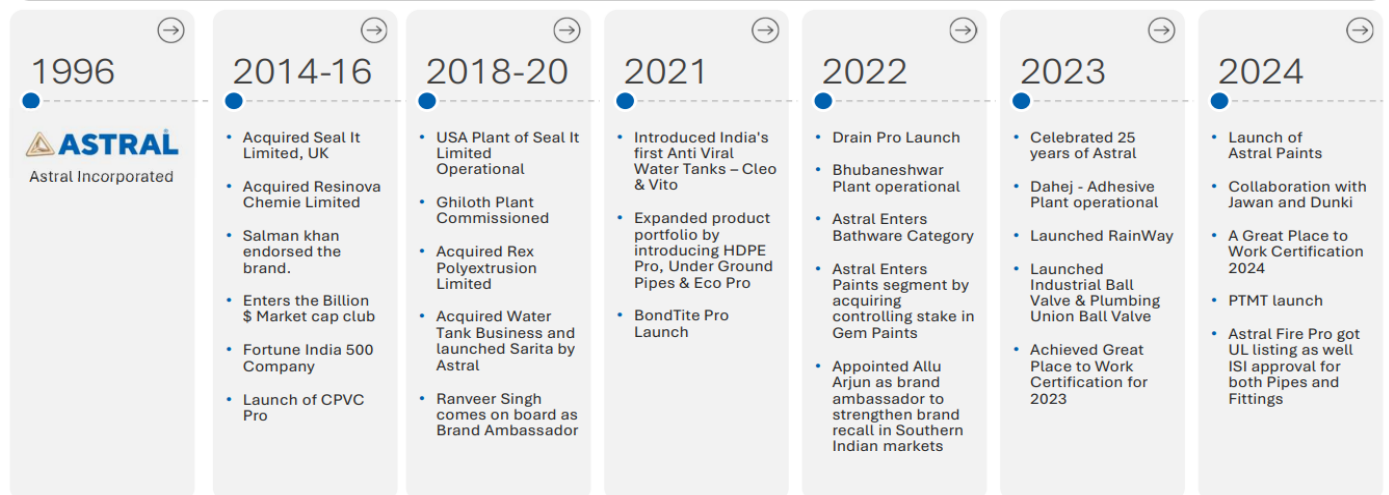 1996
ASTRAL
Astral Incorporated
2014-16
• Acquired Seal It
Limited, UK
• Acquired Resinova
Chemie Limited
• Salman khan
endorsed the
brand.
• Enters the Billion
$ Market cap club
• Fortune India 500
Company
• Launch of CPVC
Pro
2018-20
• USA Plant of Seal It
Limited
Operational
• Ghiloth Plant
Commissioned
• Acquired Rex
Polyextrusion
Limited
• Acquired Water
Tank Business and
launched Sarita by
Astral
• Ranveer Singh
comes on board as
Brand Ambassador
2021
• Introduced India's
first Anti Viral
Water Tanks – Cleo
& Vito
• Expanded product
portfolio by
introducing HDPE
Pro, Under Ground
Pipes & Eco Pro
• BondTite Pro
Launch
2022
• Drain Pro Launch
• Bhubaneshwar
Plant operational
• Astral Enters
Bathware Category
• Astral Enters
Paints segment by
acquiring
controlling stake in
Gem Paints
• Appointed Allu
Arjun as brand
ambassador to
strengthen brand
recall in Southern
Indian markets
2023
• Celebrated 25
years of Astral
• Dahej - Adhesive
Plant operational
• Launched RainWay
• Launched
Industrial Ball
Valve & Plumbing
Union Ball Valve
• Achieved Great
Place to Work
Certification for
2023
2024
• Launch of
Astral Paints
• Collaboration with
Jawan and Dunki
• A Great Place to
Work Certification
2024
• PTMT launch
• Astral Fire Pro got
UL listing as well
ISI approval for
both Pipes and
Fittings